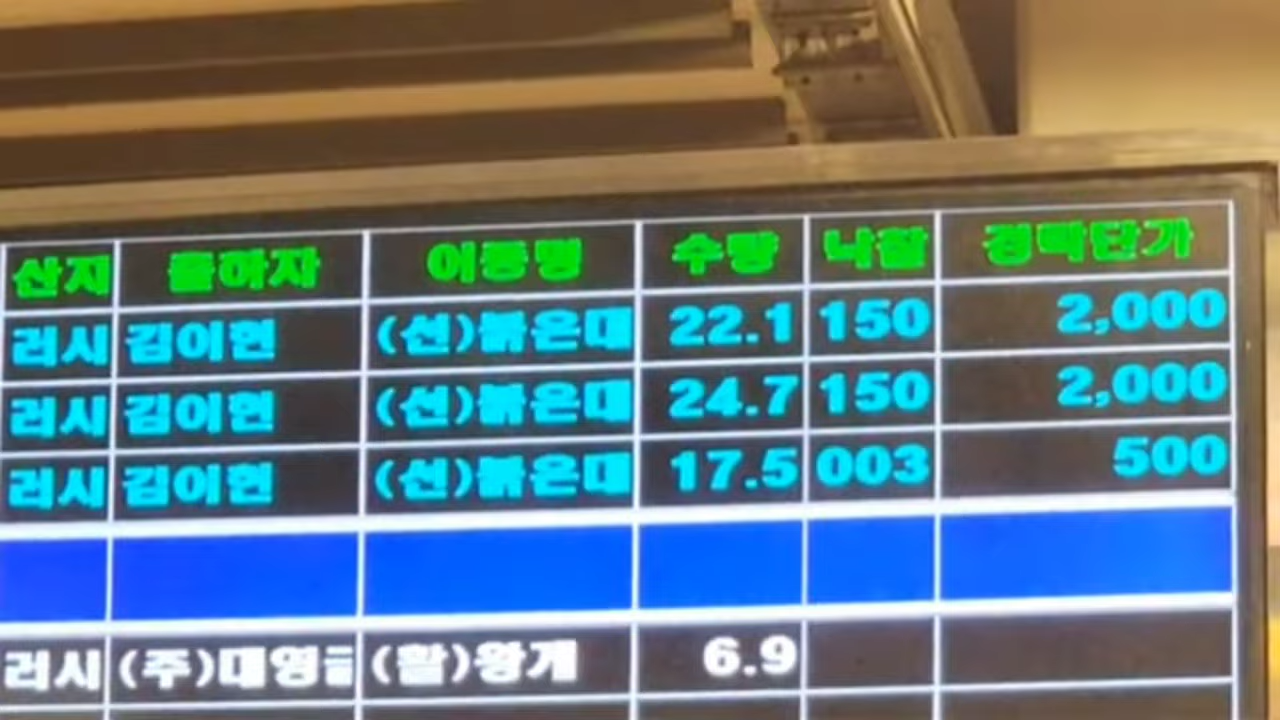 산지 출하자 이종명 수량 낙찰 경락단가
러시 김이현 (선)붉은대 22.1 150 2,000
러시 김이현 (선)붉은대 24.7 150 2,000
러시 김이현 (선)붉은대 17.5 003 500
러시 (주)대영 (활)왕게 6.9